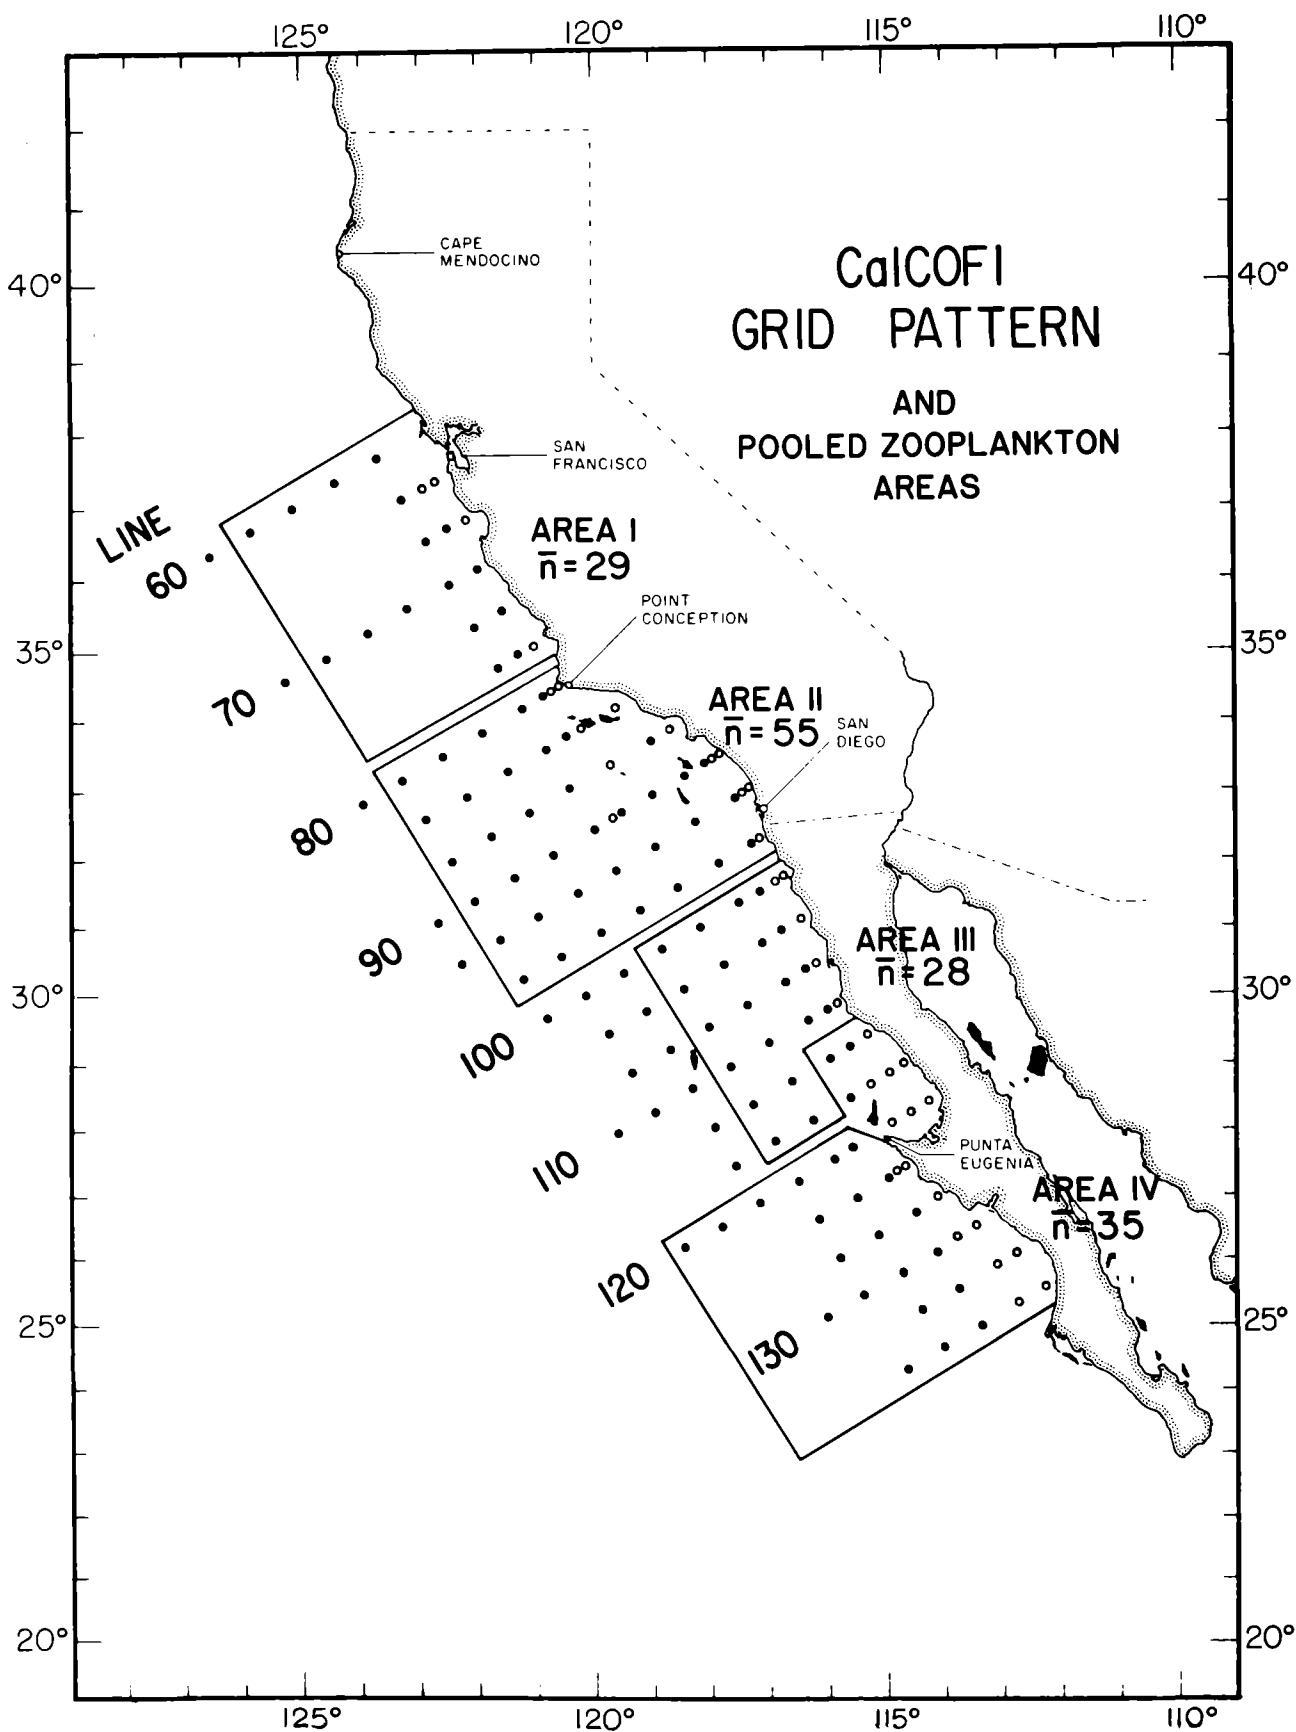 125° 120° 115° 110°
CAPE
MENDOCINO
CalCOFI
GRID PATTERN
AND
POOLED ZOOPLANKTON
AREAS
40° 40°
SAN
FRANCISCO
LINE
60
AREA I
n̄=29
POINT
CONCEPTION
35° 35°
70
AREA II
n̄=55
SAN
DIEGO
80
90
AREA III
n̄=28
30° 30°
100
110
PUNTA
EUGENIA
AREA IV
n̄=35
120
25° 25°
130
20° 20°
125° 120° 115° 110°